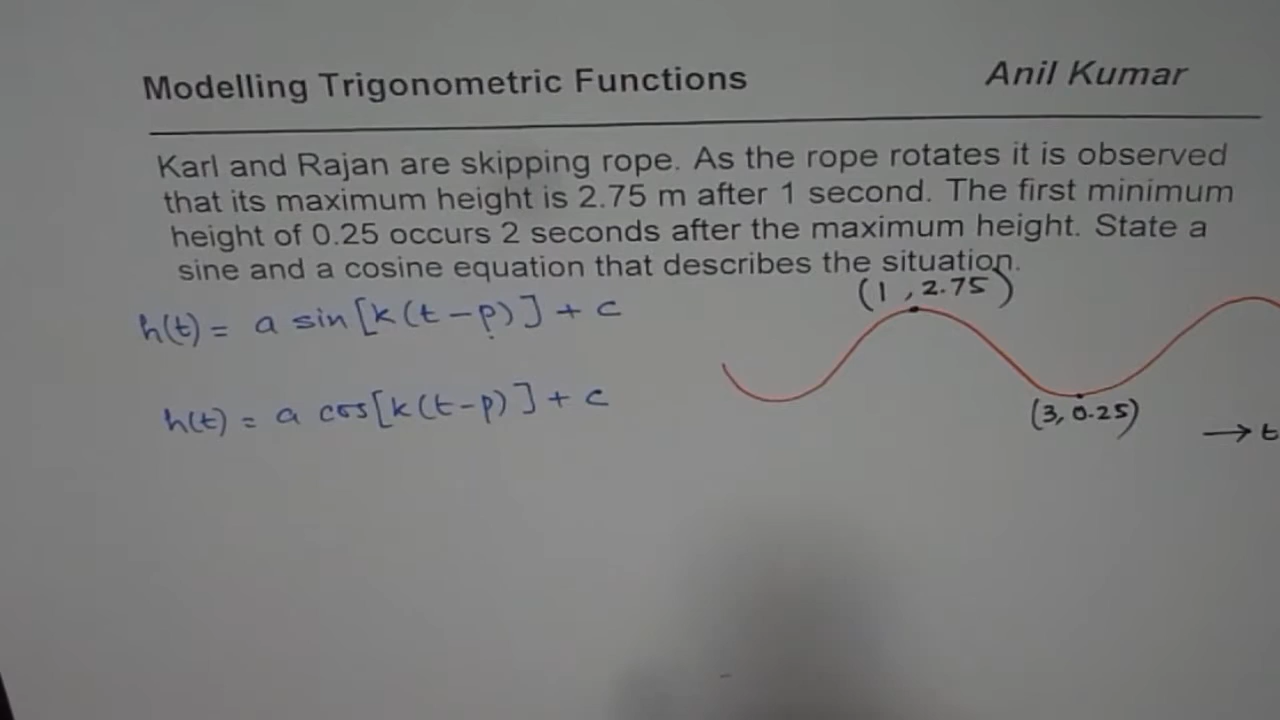 Modelling Trigonometric Functions Anil Kumar
Karl and Rajan are skipping rope. As the rope rotates it is observed
that its maximum height is 2.75 m after 1 second. The first minimum
height of 0.25 occurs 2 seconds after the maximum height. State a
sine and a cosine equation that describes the situation.
(1, 2.75)
h(t) = a sin[k(t-p)] + c
h(t) = a cos[k(t-p)] + c
(3, 0.25)
→ t